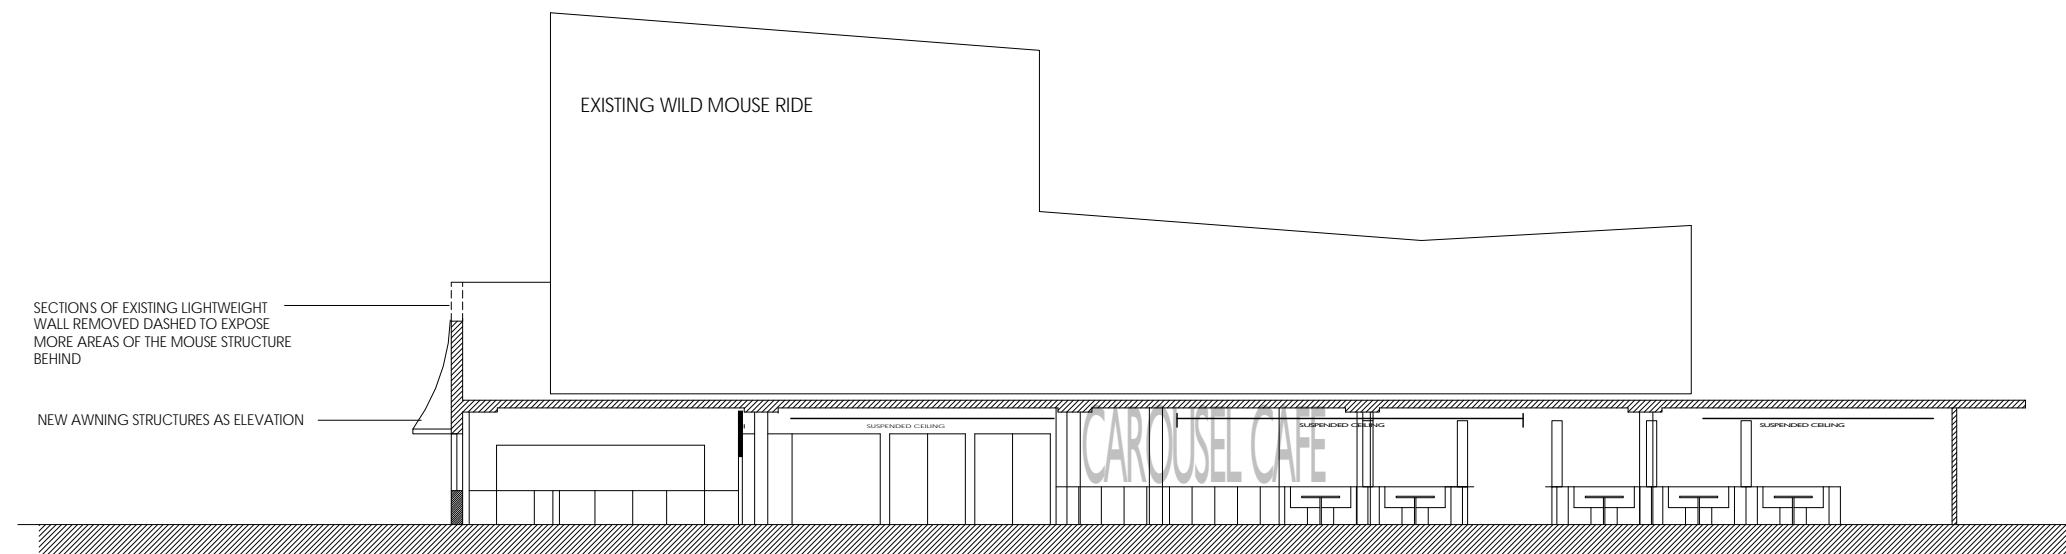 EXISTING WILD MOUSE RIDE
SECTIONS OF EXISTING LIGHTWEIGHT
WALL REMOVED DASHED TO EXPOSE
MORE AREAS OF THE MOUSE STRUCTURE
BEHIND
NEW AWNING STRUCTURES AS ELEVATION
SUSPENDED CEILING
SUSPENDED CEILING
SUSPENDED CEILING
CAROUSEL CAFE